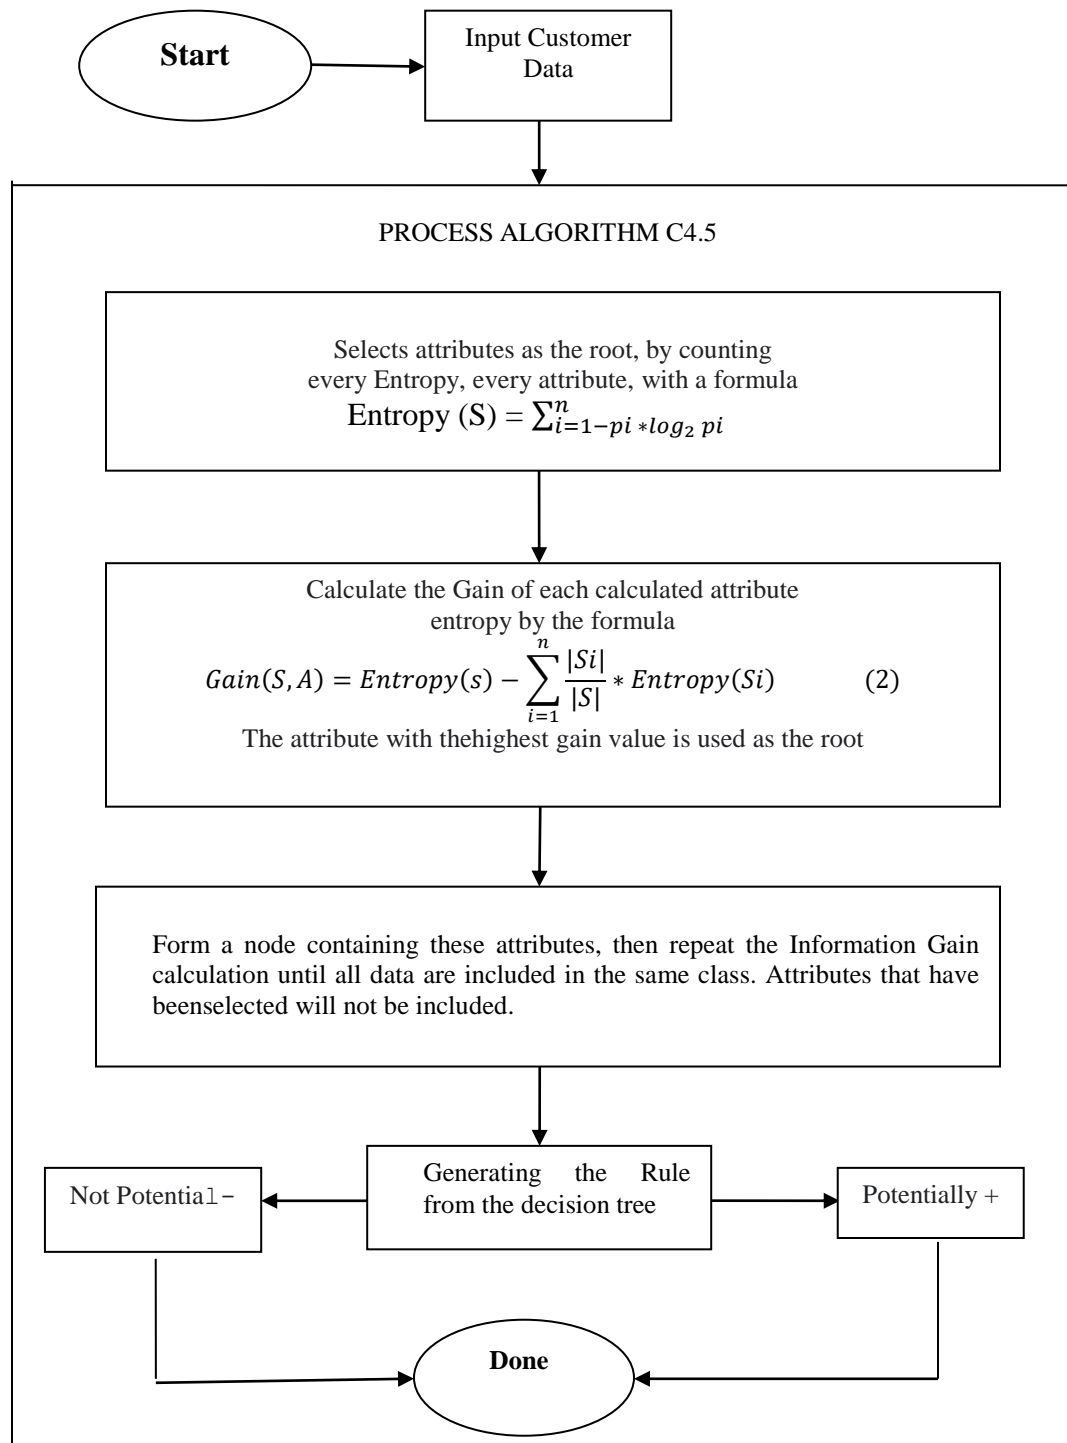 Start
Input Customer
Data
PROCESS ALGORITHM C4.5
Selects attributes as the root, by counting
every Entropy, every attribute, with a formula
Entropy (S) = ∑ⁿᵢ₌₁₋pi *log₂ pi
Calculate the Gain of each calculated attribute
entropy by the formula
Gain(S, A) = Entropy(s) − ∑ⁿᵢ₌₁ |Si|/|S| * Entropy(Si) (2)
The attribute with thehighest gain value is used as the root
Form a node containing these attributes, then repeat the Information Gain
calculation until all data are included in the same class. Attributes that have
beenselected will not be included.
Generating the Rule
from the decision tree
Not Potential-
Potentially +
Done